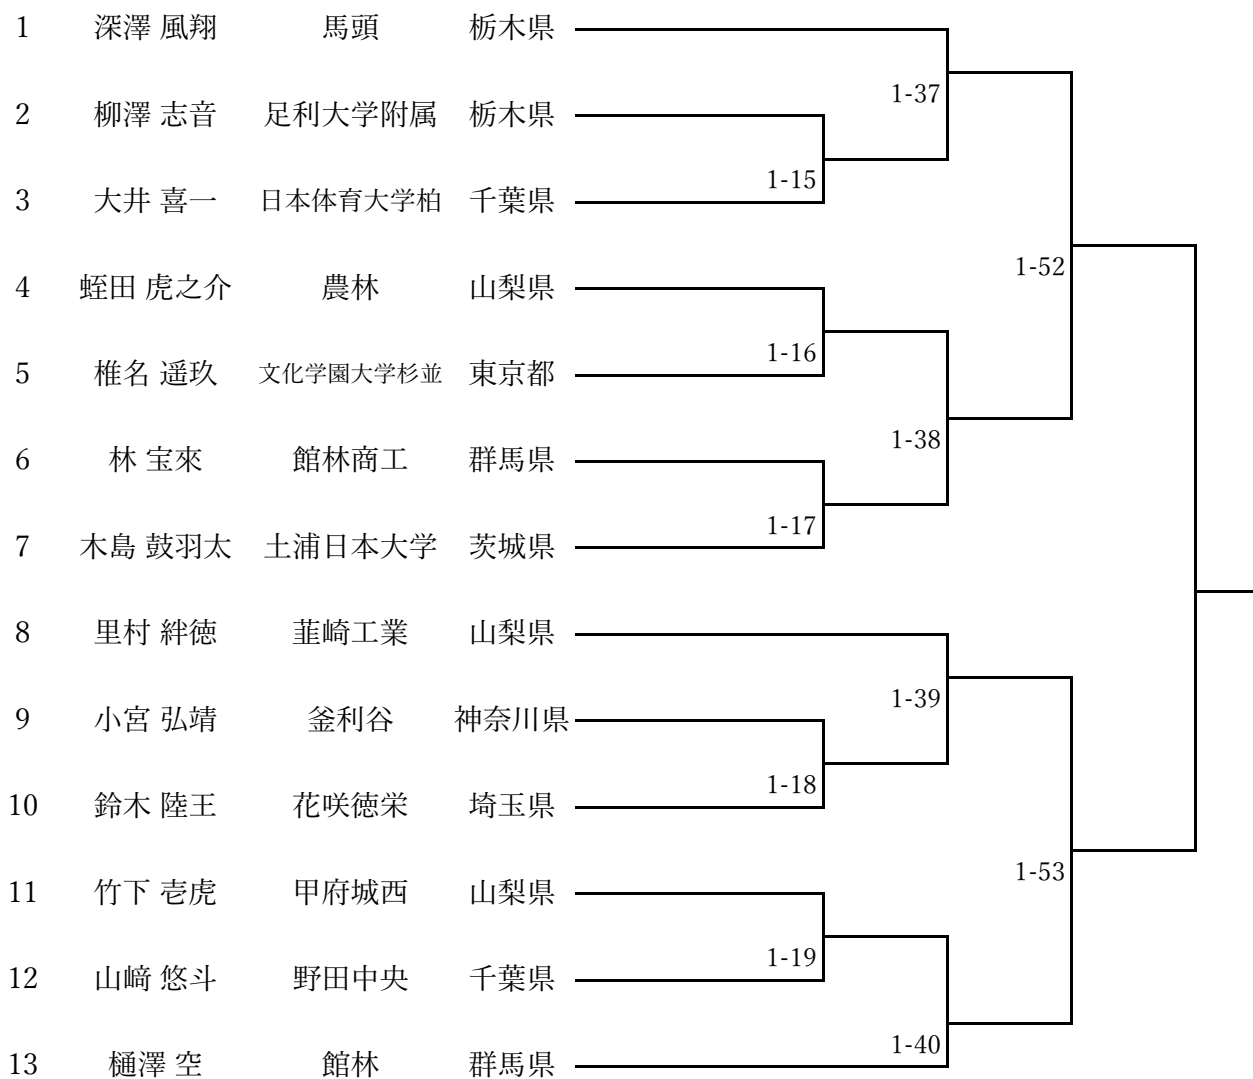 1 深澤 風翔 馬頭 栃木県
1-37
2 柳澤 志音 足利大学附属 栃木県
1-15
3 大井 喜一 日本体育大学柏 千葉県
1-52
4 蛭田 虎之介 農林 山梨県
1-16
5 椎名 遥玖 文化学園大学杉並 東京都
1-38
6 林 宝來 館林商工 群馬県
1-17
7 木島 鼓羽太 土浦日本大学 茨城県
8 里村 絆徳 韮崎工業 山梨県
1-39
9 小宮 弘靖 釜利谷 神奈川県
1-18
10 鈴木 陸王 花咲徳栄 埼玉県
1-53
11 竹下 壱虎 甲府城西 山梨県
1-19
12 山﨑 悠斗 野田中央 千葉県
1-40
13 樋澤 空 館林 群馬県